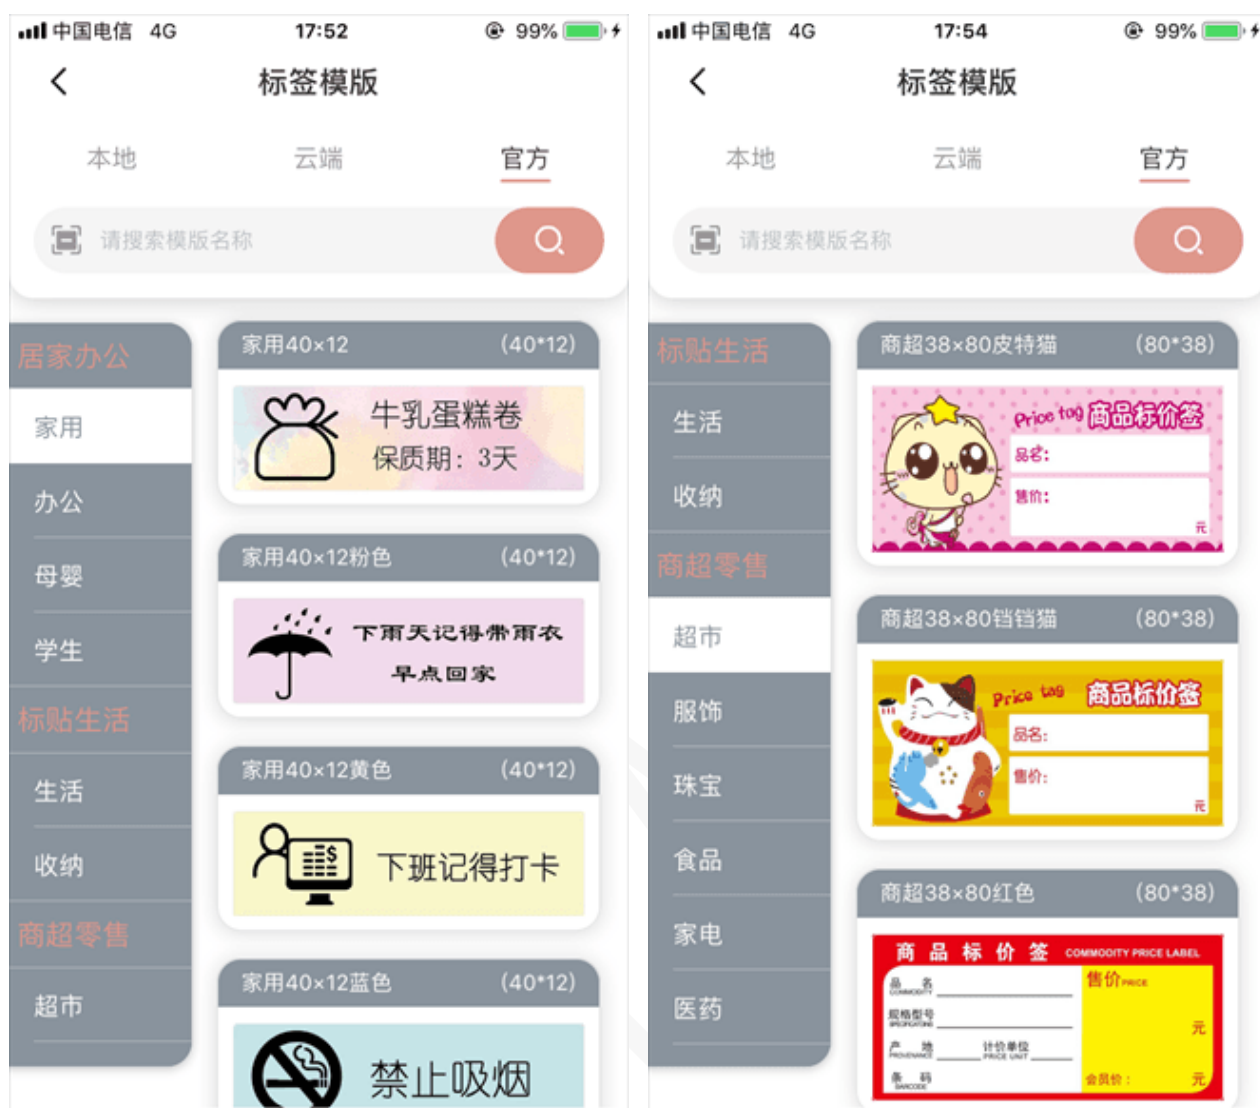 中国电信 4G 17:52 99%
标签模版
本地 云端 官方
请搜索模版名称
居家办公
家用
办公
母婴
学生
标贴生活
生活
收纳
商超零售
超市
家用40×12 (40*12)
牛乳蛋糕卷
保质期：3天
家用40×12粉色 (40*12)
下雨天记得带雨衣
早点回家
家用40×12黄色 (40*12)
$
下班记得打卡
家用40×12蓝色 (40*12)
禁止吸烟
中国电信 4G 17:54 99%
标签模版
本地 云端 官方
请搜索模版名称
标贴生活
生活
收纳
商超零售
超市
服饰
珠宝
食品
家电
医药
商超38×80皮特猫 (80*38)
Price tag 商品标价签
品名：
售价：
元
商超38×80铛铛猫 (80*38)
Price tag 商品标价签
品名：
售价：
元
商超38×80红色 (80*38)
商品标价签 COMMODITY PRICE LABEL
品名
COMMODITY
售价 PRICE
规格型号
元
产地 计价单位
PROVENANCE PRICE UNIT
条码
BARCODE
会员价： 元